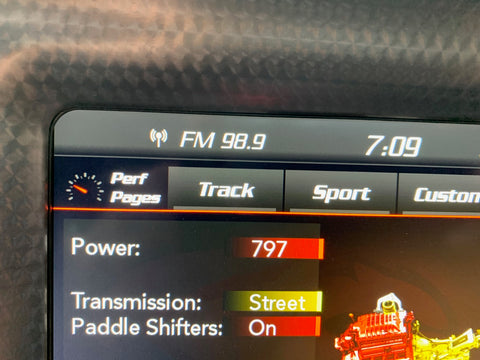 FM 98.9 7:09
Perf Pages Track Sport Custom
Power: 797
Transmission: Street
Paddle Shifters: On